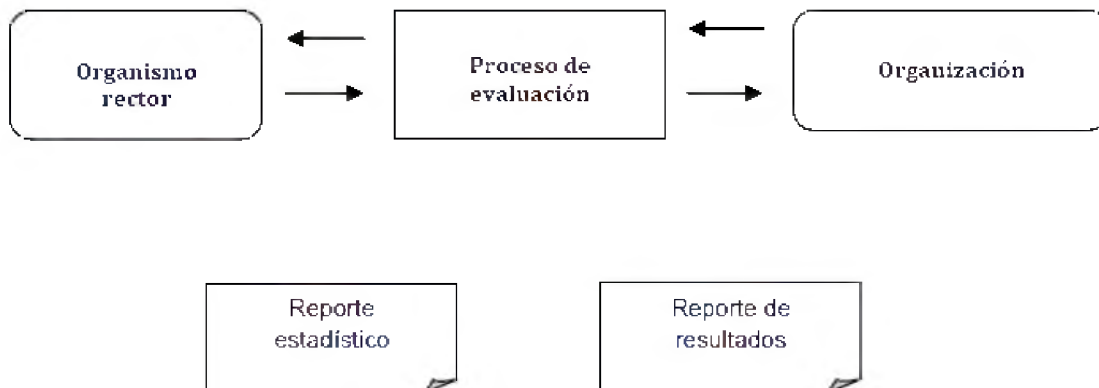 Organismo
rector
Proceso de
evaluación
Organización
Reporte
estadístico
Reporte de
resultados